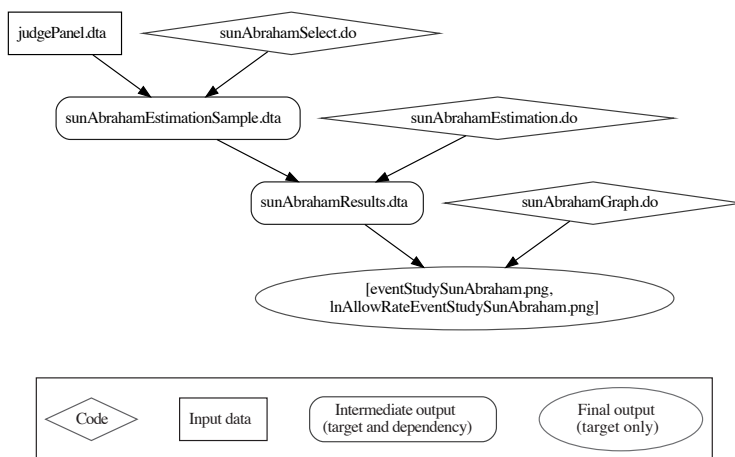 judgePanel.dta
sunAbrahamSelect.do
sunAbrahamEstimationSample.dta
sunAbrahamEstimation.do
sunAbrahamResults.dta
sunAbrahamGraph.do
[eventStudySunAbraham.png,
lnAllowRateEventStudySunAbraham.png]
Code
Input data
Intermediate output
(target and dependency)
Final output
(target only)